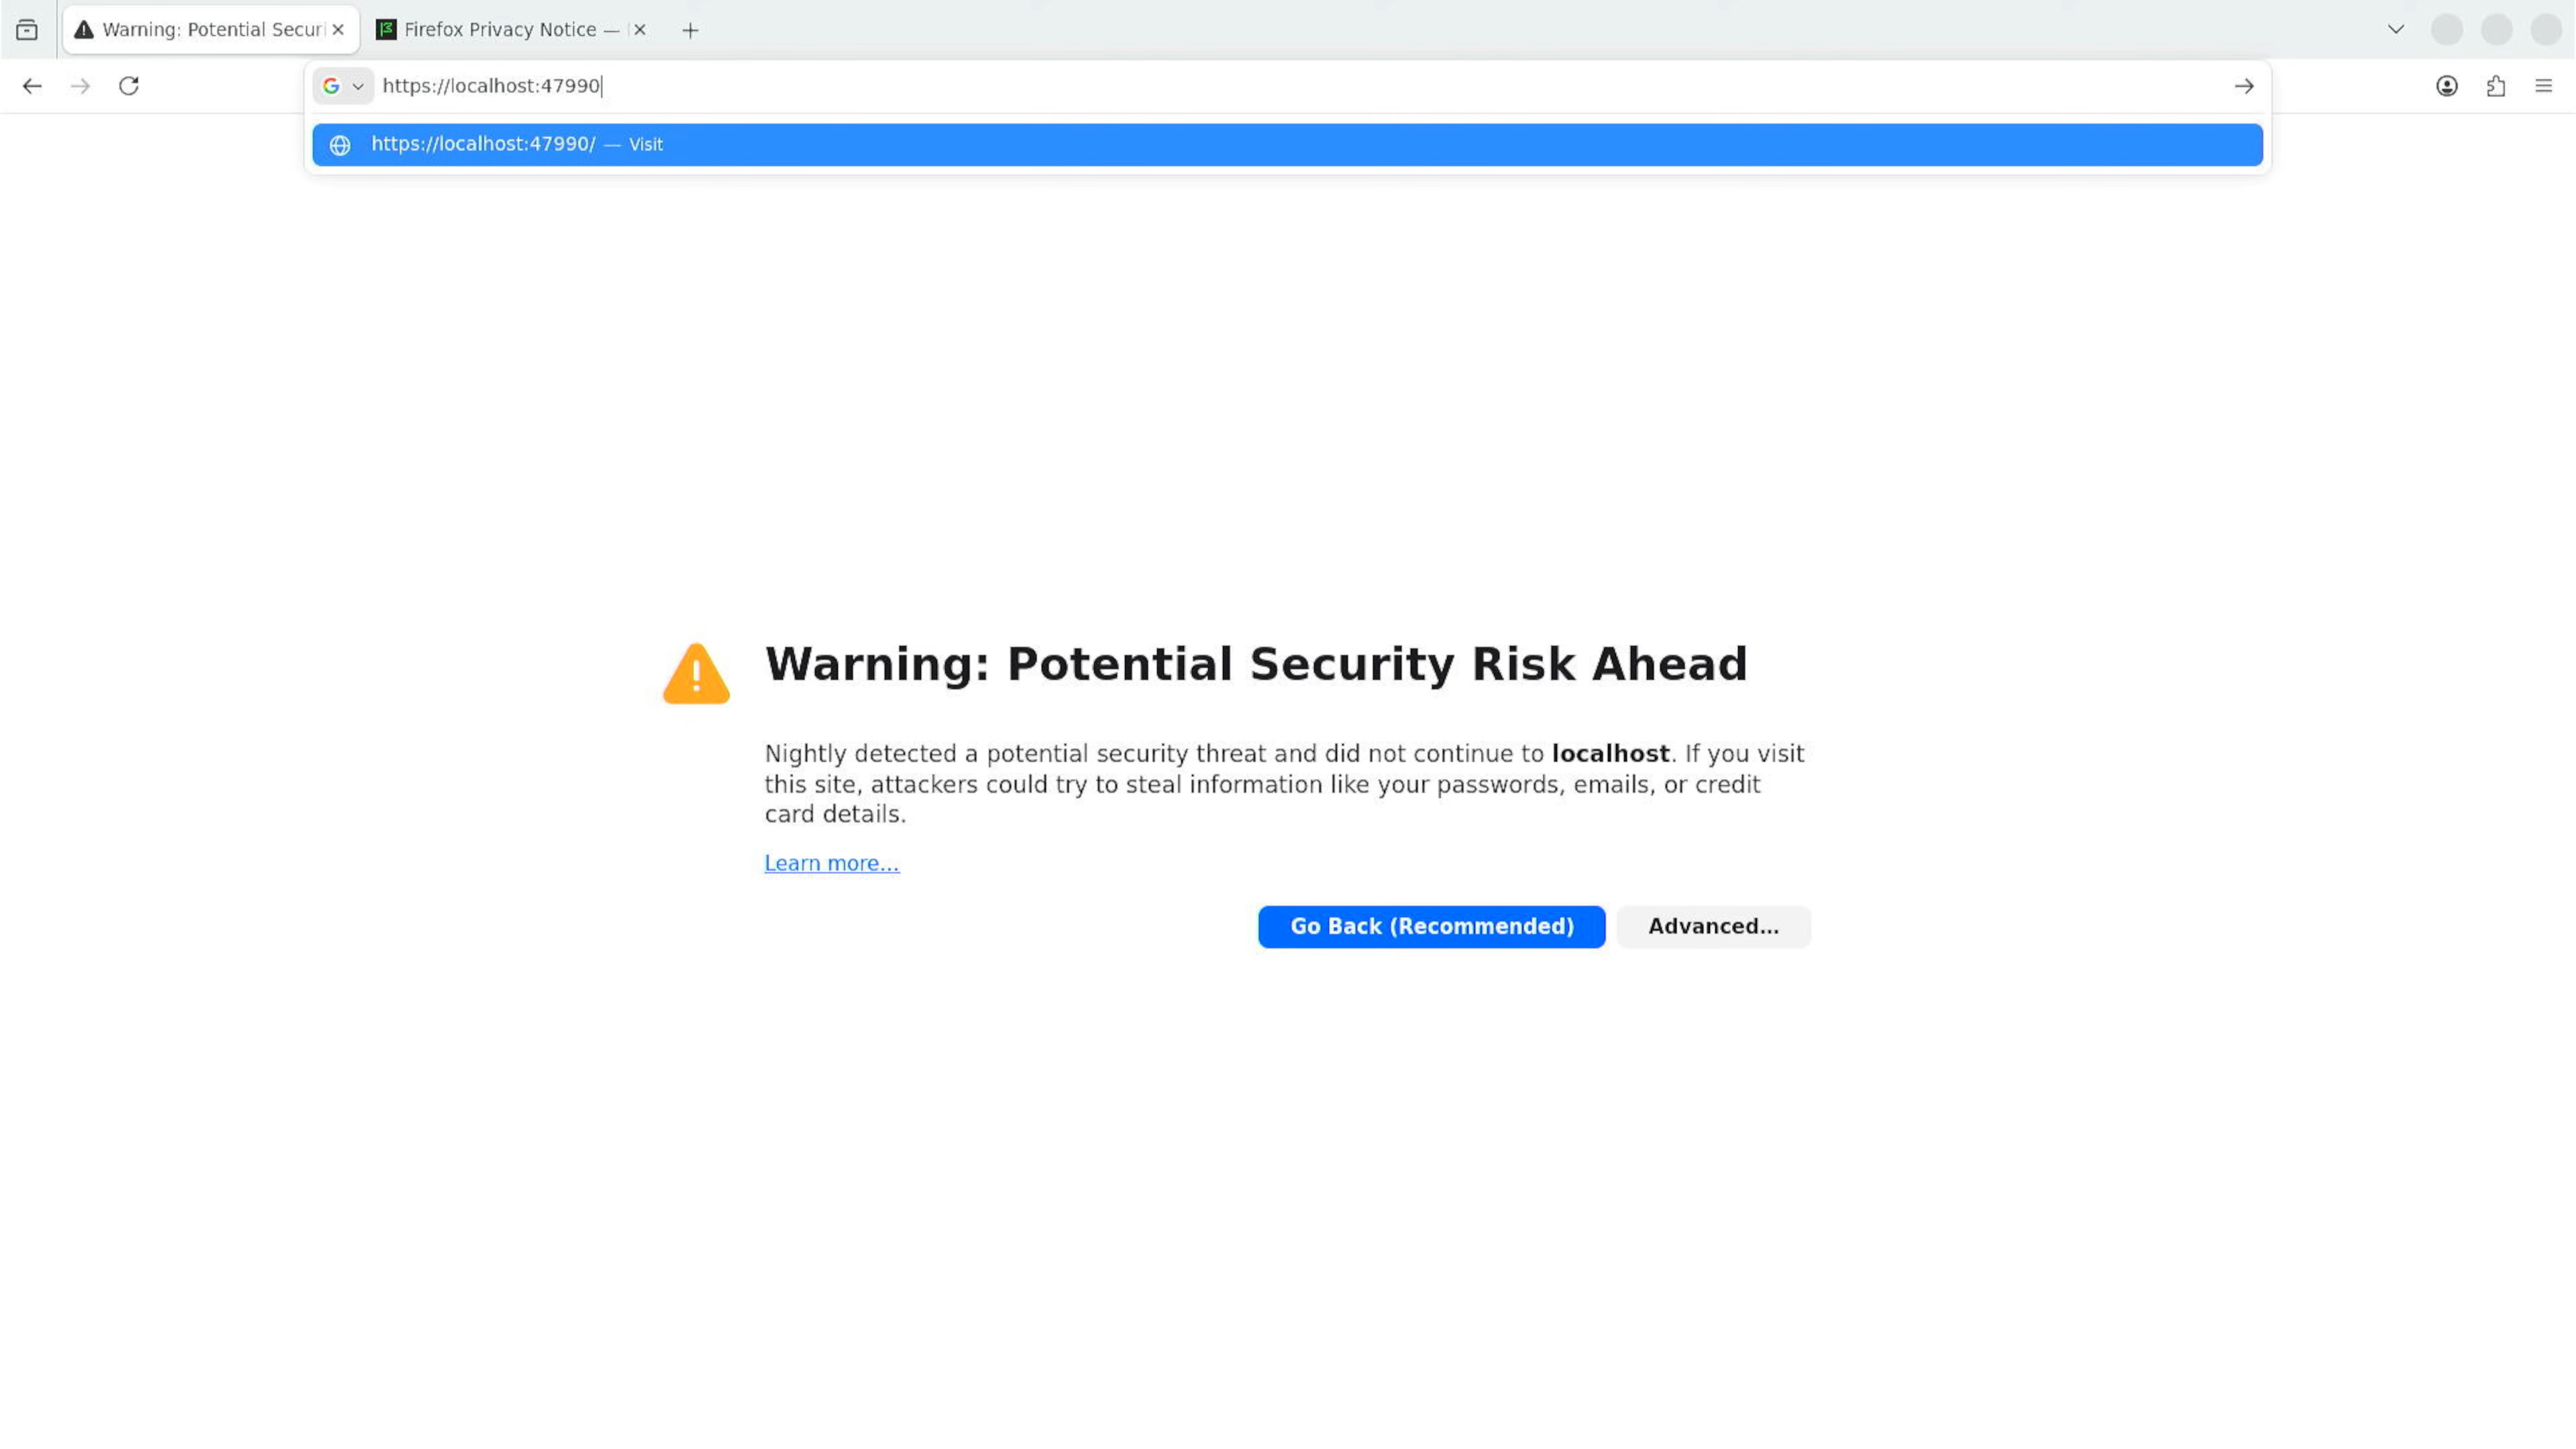 Warning: Potential Securi
Firefox Privacy Notice —
https://localhost:47990
https://localhost:47990/ — Visit
Warning: Potential Security Risk Ahead
Nightly detected a potential security threat and did not continue to localhost. If you visit
this site, attackers could try to steal information like your passwords, emails, or credit
card details.
Learn more...
Go Back (Recommended)
Advanced...